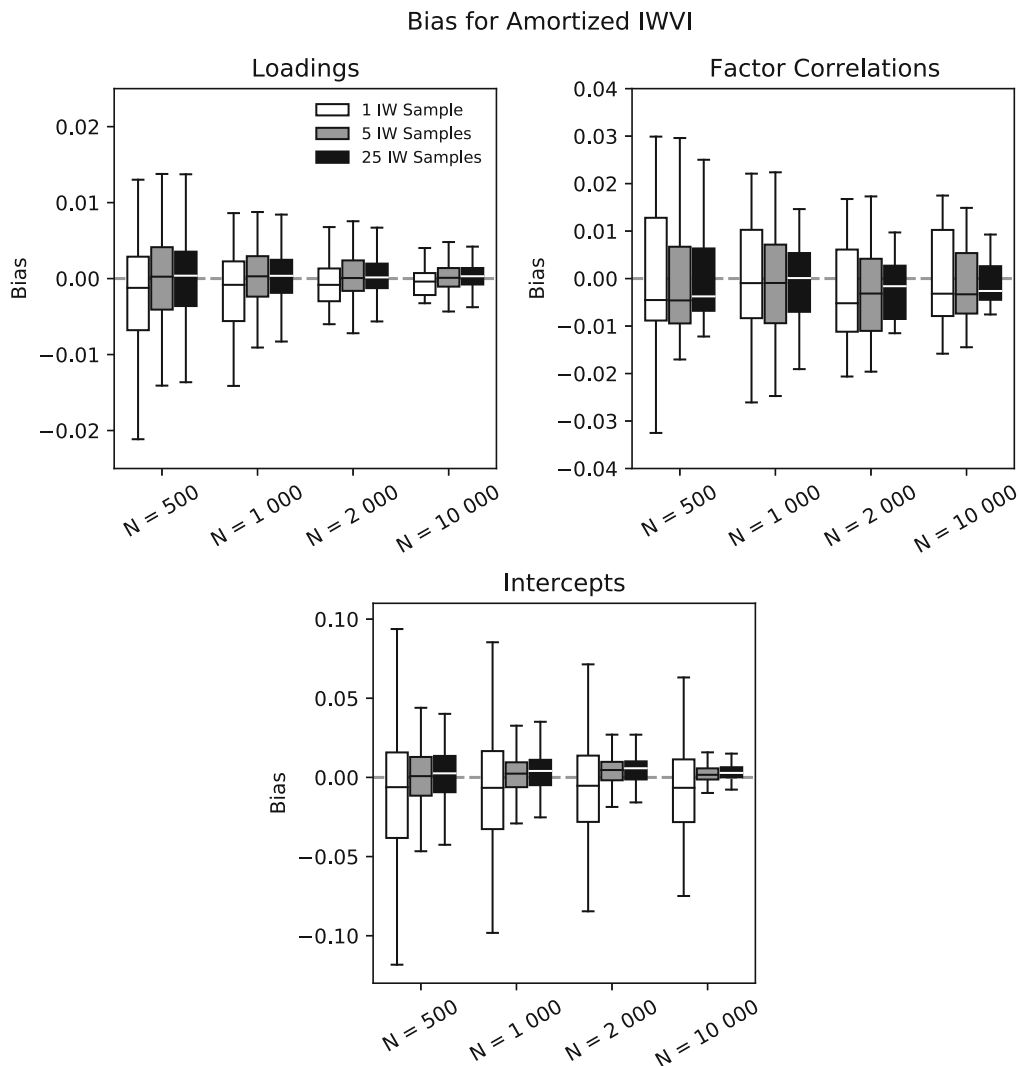 Bias for Amortized IWVI
Loadings
Bias
0.02
0.01
0.00
−0.01
−0.02
1 IW Sample
5 IW Samples
25 IW Samples
N = 500
N = 1 000
N = 2 000
N = 10 000
Factor Correlations
Bias
0.04
0.03
0.02
0.01
0.00
−0.01
−0.02
−0.03
−0.04
N = 500
N = 1 000
N = 2 000
N = 10 000
Intercepts
Bias
0.10
0.05
0.00
−0.05
−0.10
N = 500
N = 1 000
N = 2 000
N = 10 000